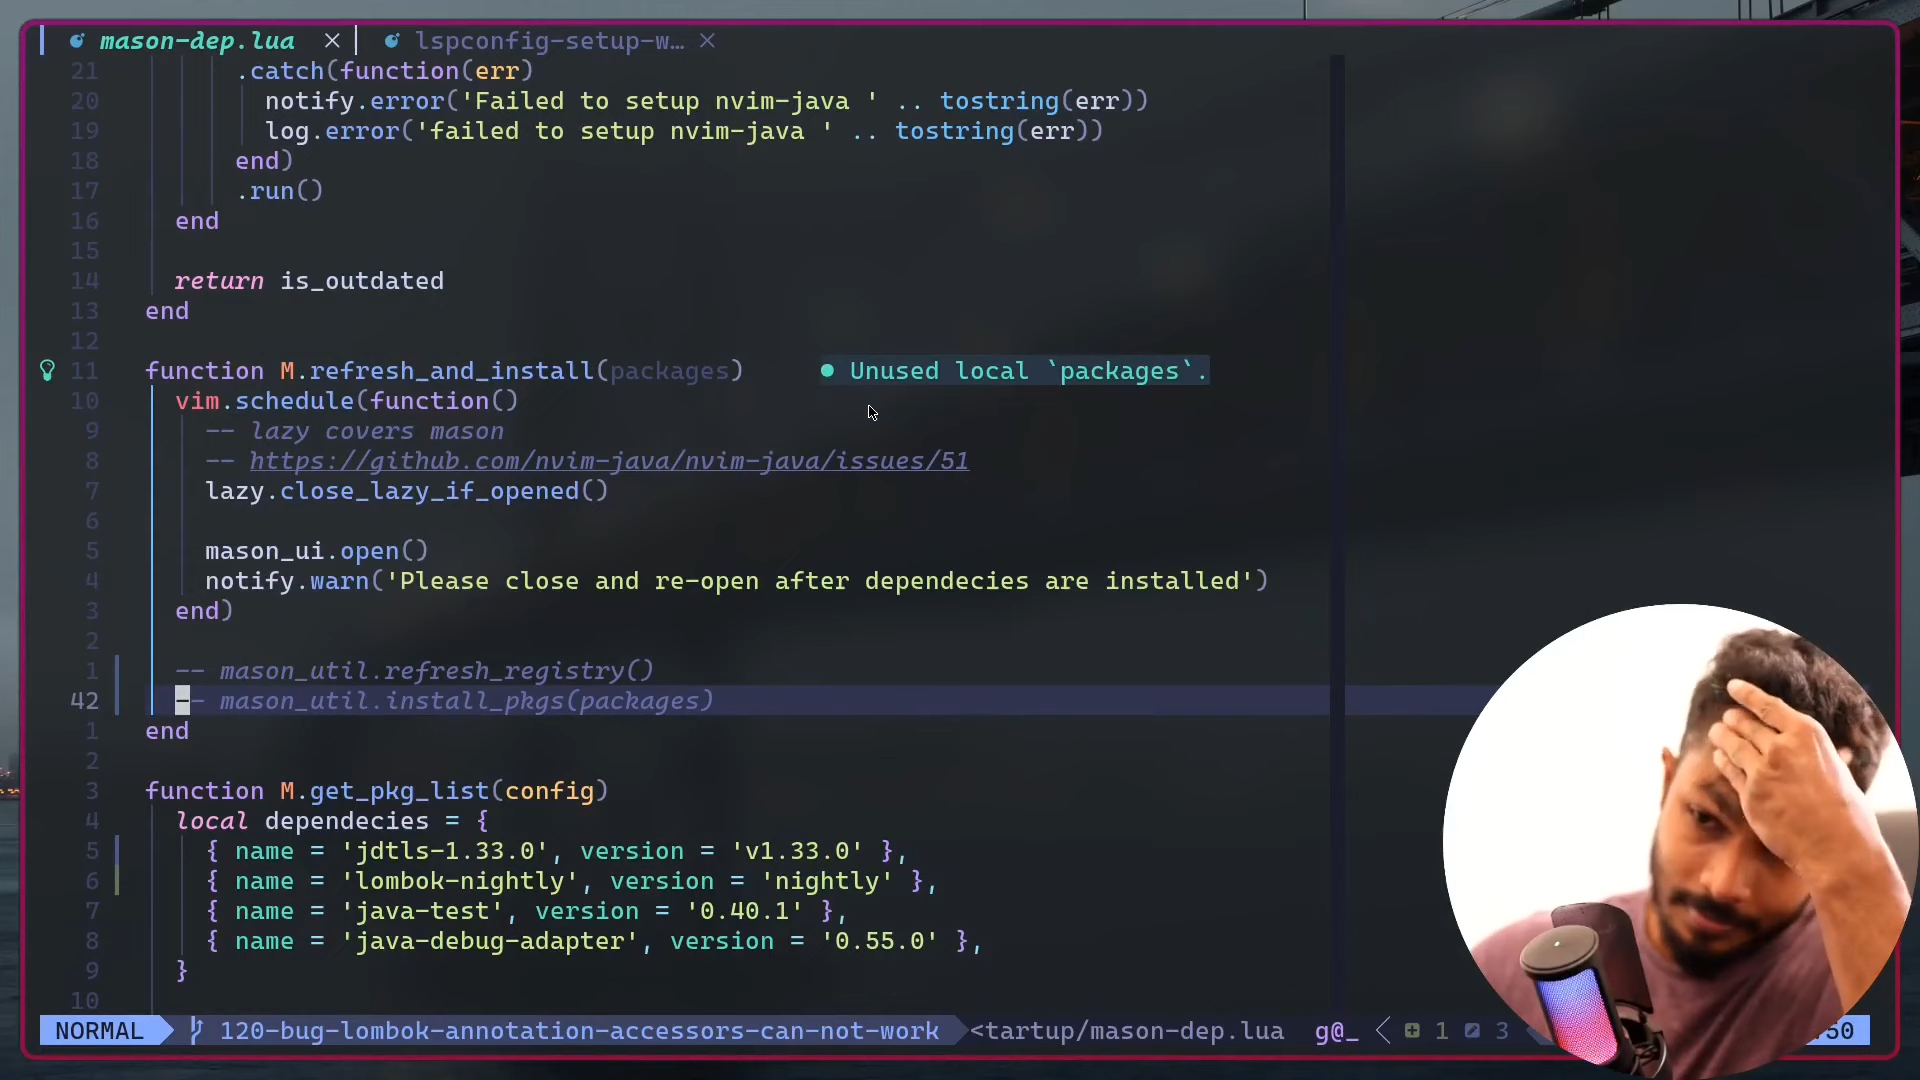 mason-dep.lua × lspconfig-setup-w… ×
21 .catch(function(err)
20 notify.error('Failed to setup nvim-java ' .. tostring(err))
19 log.error('failed to setup nvim-java ' .. tostring(err))
18 end)
17 .run()
16 end
15
14 return is_outdated
13 end
12
11 function M.refresh_and_install(packages) ● Unused local `packages`.
10 vim.schedule(function()
9 -- lazy covers mason
8 -- https://github.com/nvim-java/nvim-java/issues/51
7 lazy.close_lazy_if_opened()
6
5 mason_ui.open()
4 notify.warn('Please close and re-open after dependecies are installed')
3 end)
2
1 -- mason_util.refresh_registry()
42 -- mason_util.install_pkgs(packages)
1 end
2
3 function M.get_pkg_list(config)
4 local dependecies = {
5 { name = 'jdtls-1.33.0', version = 'v1.33.0' },
6 { name = 'lombok-nightly', version = 'nightly' },
7 { name = 'java-test', version = '0.40.1' },
8 { name = 'java-debug-adapter', version = '0.55.0' },
9 }
10
NORMAL 120-bug-lombok-annotation-accessors-can-not-work <tartup/mason-dep.lua g@_ 1 3